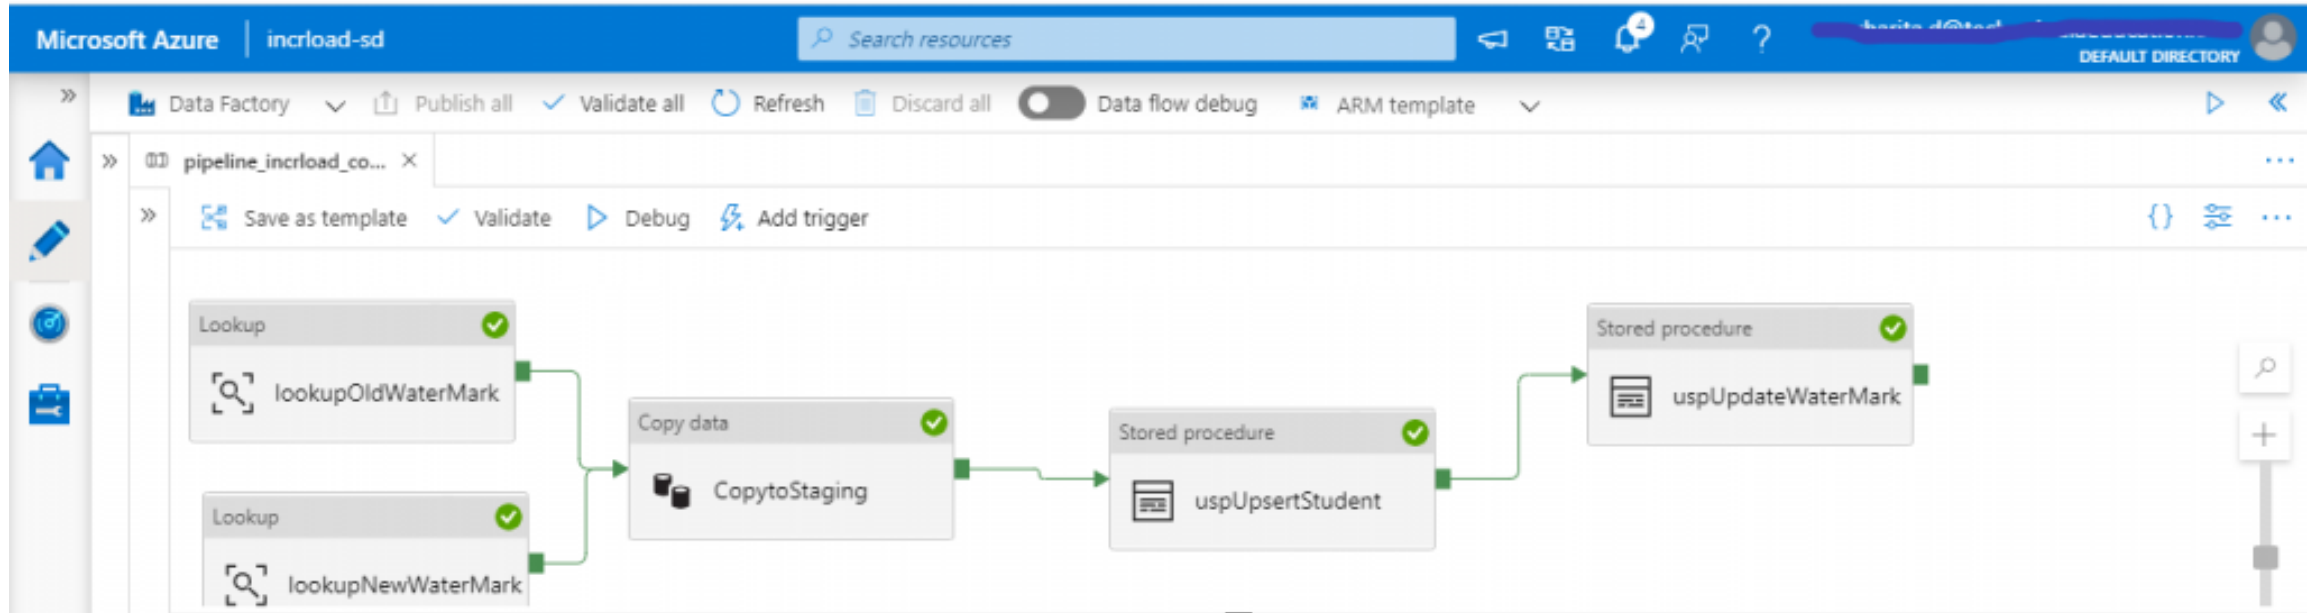 Microsoft Azure
incrload-sd
Search resources
4
DEFAULT DIRECTORY
Data Factory
Publish all
Validate all
Refresh
Discard all
Data flow debug
ARM template
pipeline_incrload_co...
Save as template
Validate
Debug
Add trigger
Lookup
lookupOldWaterMark
Lookup
lookupNewWaterMark
Copy data
CopytoStaging
Stored procedure
uspUpsertStudent
Stored procedure
uspUpdateWaterMark